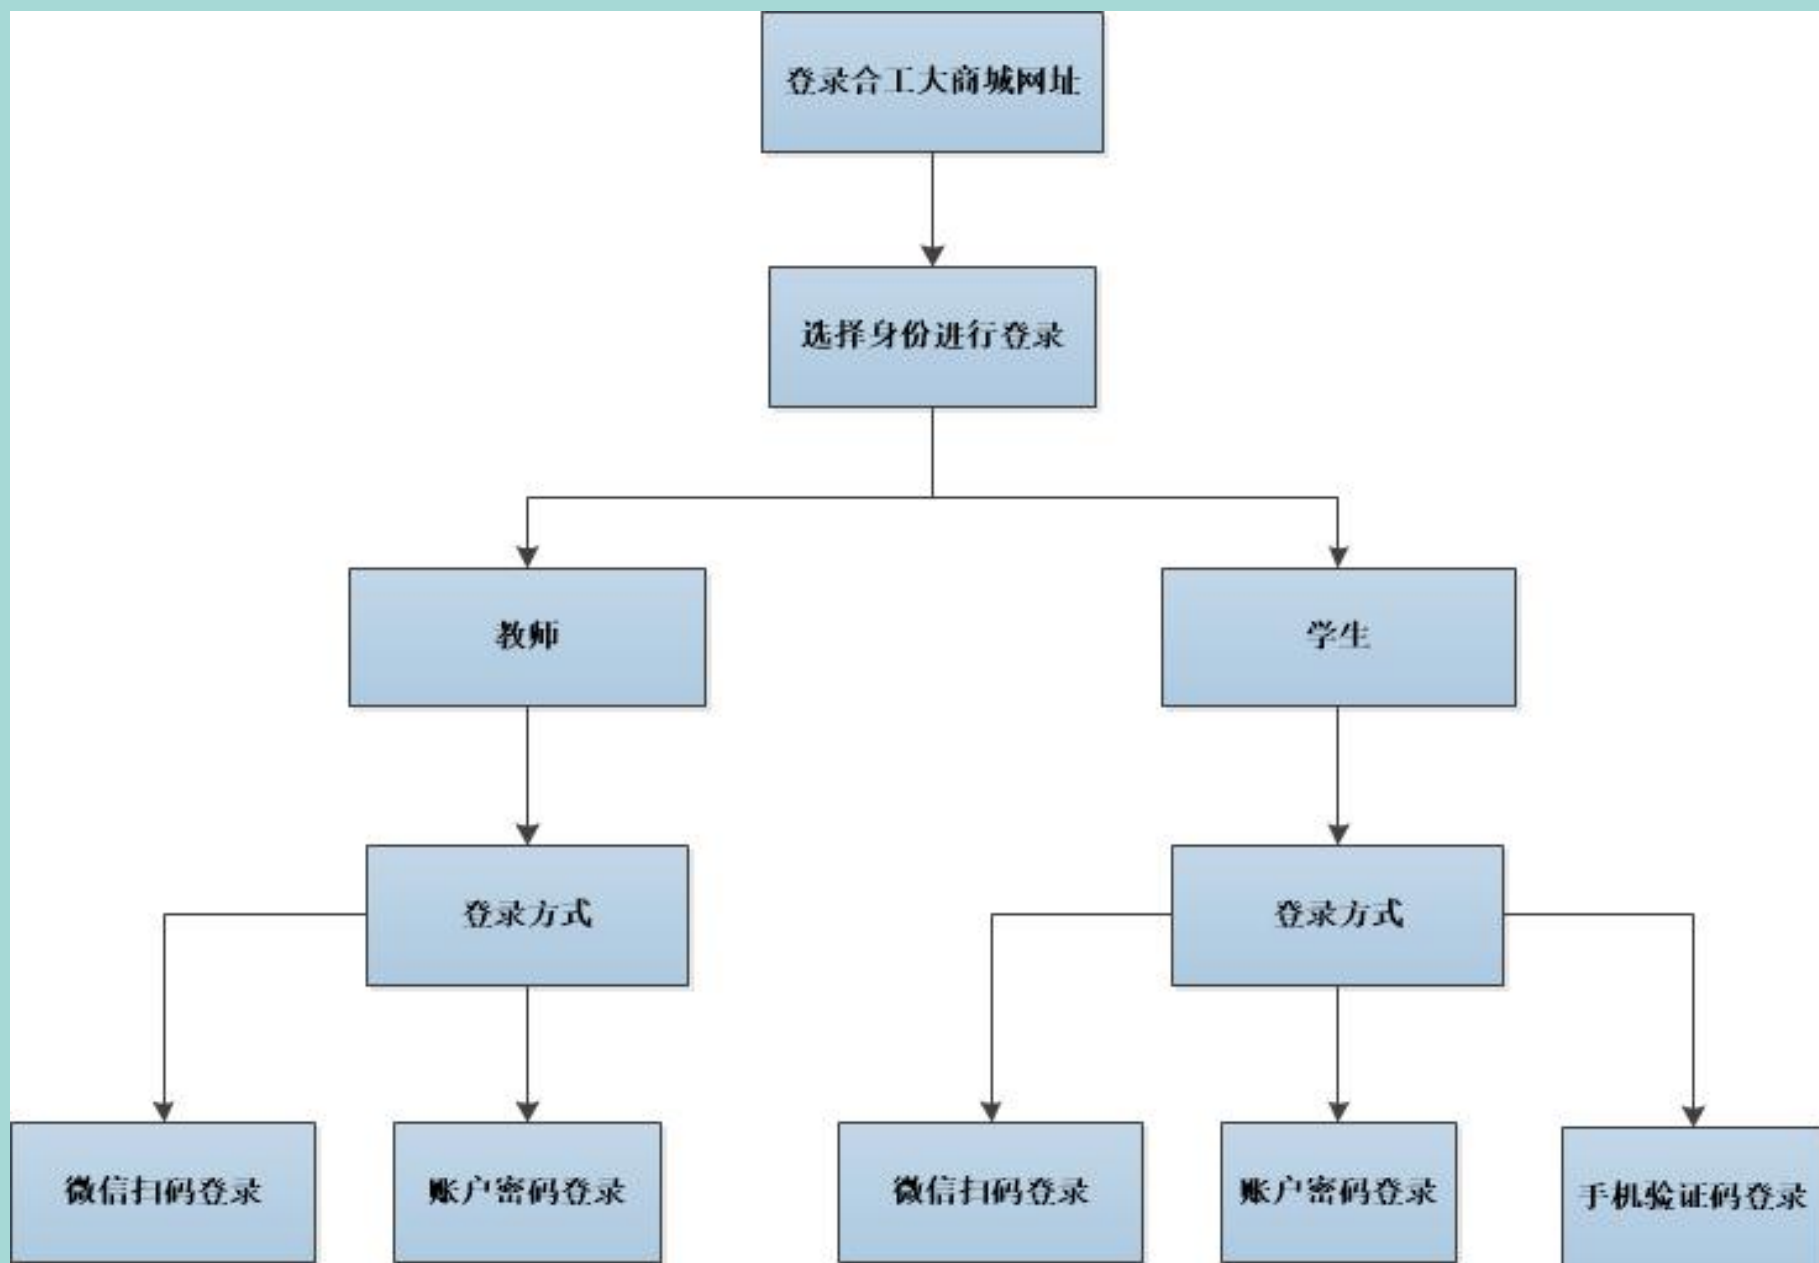 登录合工大商城网址
选择身份进行登录
教师
学生
登录方式
登录方式
微信扫码登录
账户密码登录
微信扫码登录
账户密码登录
手机验证码登录